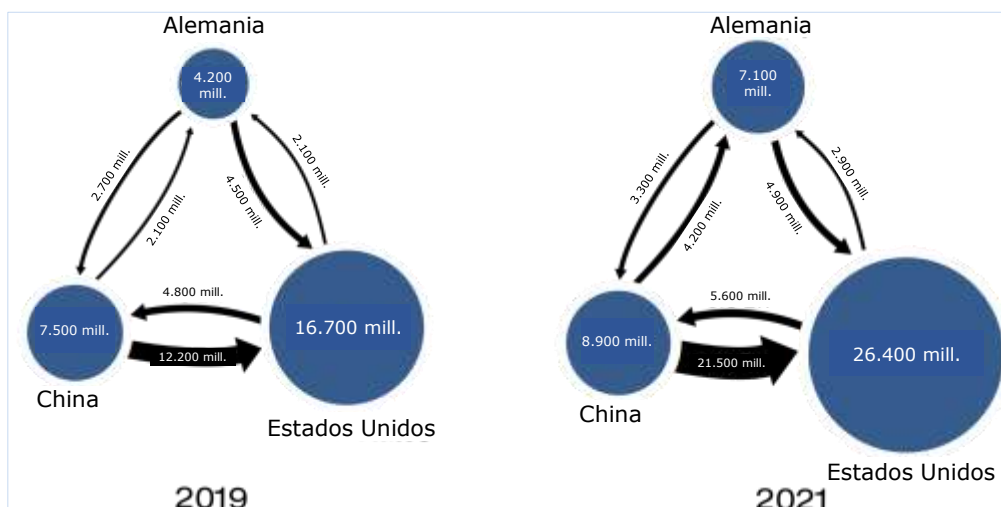 Alemania
4.200
mill.
2.700 mill.
2.100 mill.
4.500 mill.
2.100 mill.
4.800 mill.
7.500 mill.
12.200 mill.
16.700 mill.
China
Estados Unidos
2019
Alemania
7.100
mill.
3.300 mill.
4.200 mill.
4.900 mill.
2.900 mill.
5.600 mill.
8.900 mill.
21.500 mill.
26.400 mill.
China
Estados Unidos
2021